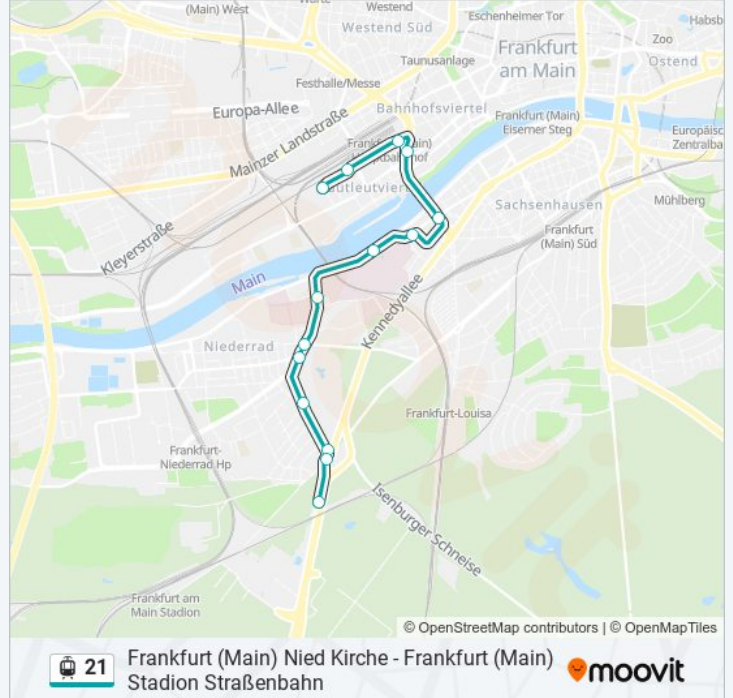 (Main) West
Warte
Westend
Eschenheimer Tor
Habsb
Westend Süd
Frankfurt
am Main
Zoo
Ostend
Taunusanlage
Festhalle/Messe
Europa-Allee
Bahnhofsviertel
Mainzer Landstraße
Frankfurt (Main)
Eiserner Steg
Europäisc
Zentralba
Gutleutviertel
Sachsenhausen
Mühlberg
Kleyerstraße
Frankfurt
(Main) Süd
Main
Kennedyallee
Niederrad
Frankfurt-Louisa
Frankfurt-
Niederrad Hp
Isenburger Schneise
Frankfurt am
Main Stadion
© OpenStreetMap contributors | © OpenMapTiles
21
Frankfurt (Main) Nied Kirche - Frankfurt (Main)
Stadion Straßenbahn
moovit